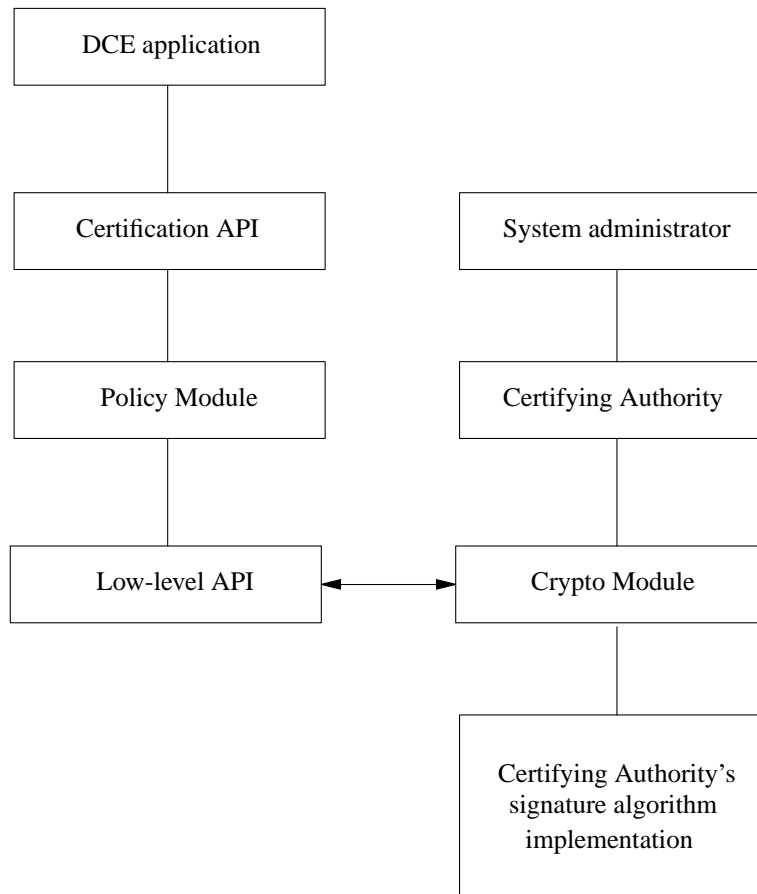 DCE application
Certification API
System administrator
Policy Module
Certifying Authority
Low-level API
Crypto Module
Certifying Authority's
signature algorithm
implementation